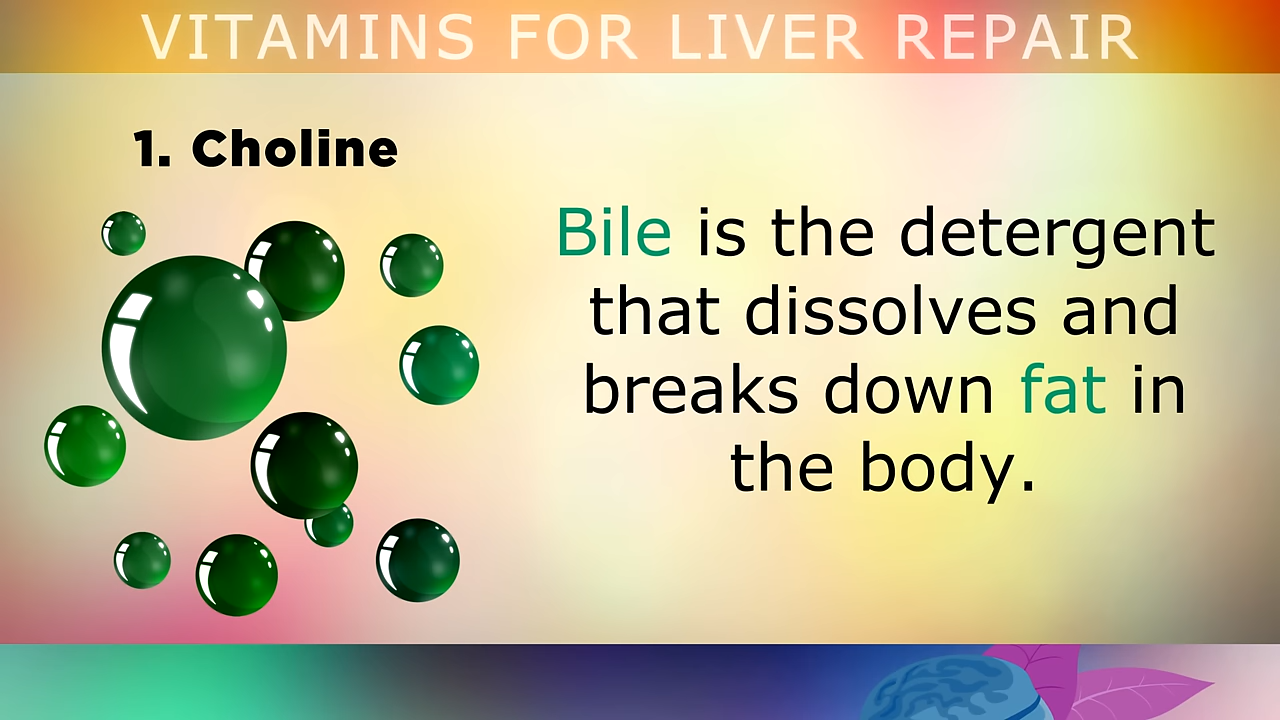 VITAMINS FOR LIVER REPAIR
1. Choline
Bile is the detergent
that dissolves and
breaks down fat in
the body.